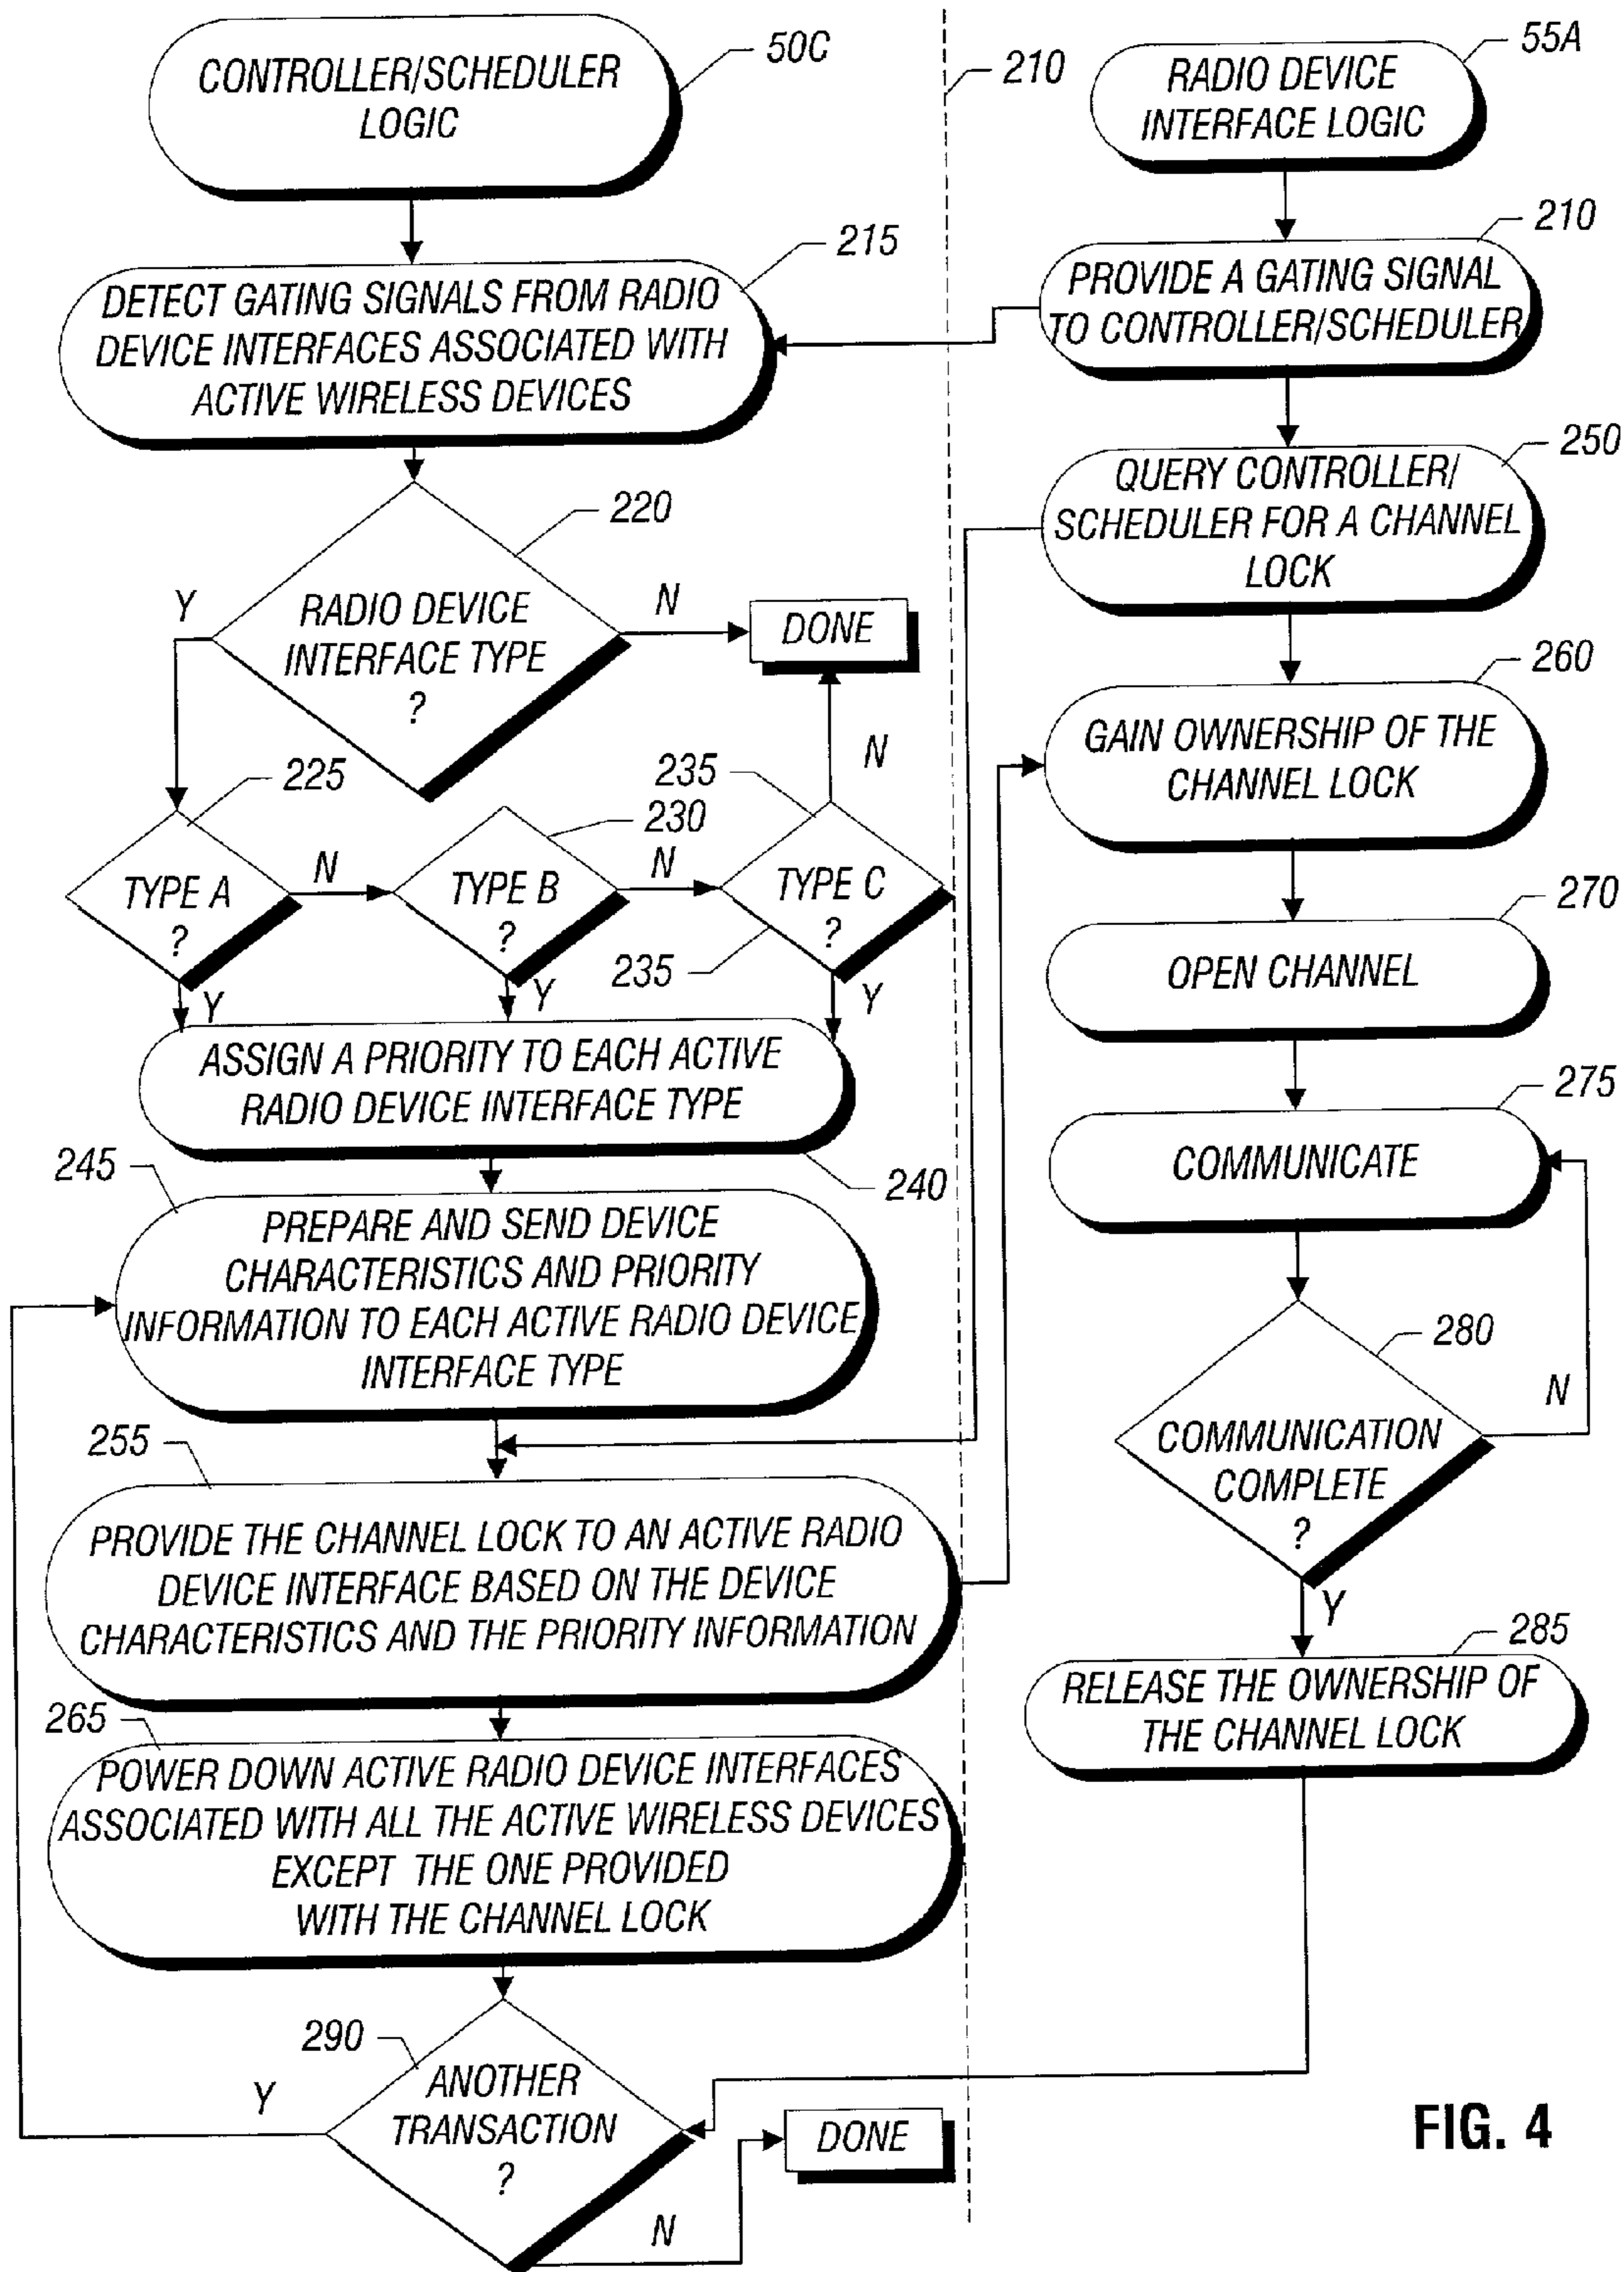 CONTROLLER/SCHEDULER
LOGIC
50C
210
DETECT GATING SIGNALS FROM RADIO
DEVICE INTERFACES ASSOCIATED WITH
ACTIVE WIRELESS DEVICES
215
RADIO DEVICE
INTERFACE TYPE
?
220
Y
N
DONE
TYPE A
?
225
N
Y
TYPE B
?
230
N
Y
TYPE C
?
235
235
N
Y
ASSIGN A PRIORITY TO EACH ACTIVE
RADIO DEVICE INTERFACE TYPE
240
245
PREPARE AND SEND DEVICE
CHARACTERISTICS AND PRIORITY
INFORMATION TO EACH ACTIVE RADIO DEVICE
INTERFACE TYPE
255
PROVIDE THE CHANNEL LOCK TO AN ACTIVE RADIO
DEVICE INTERFACE BASED ON THE DEVICE
CHARACTERISTICS AND THE PRIORITY INFORMATION
265
POWER DOWN ACTIVE RADIO DEVICE INTERFACES
ASSOCIATED WITH ALL THE ACTIVE WIRELESS DEVICES
EXCEPT THE ONE PROVIDED
WITH THE CHANNEL LOCK
290
ANOTHER
TRANSACTION
?
Y
N
DONE
RADIO DEVICE
INTERFACE LOGIC
55A
PROVIDE A GATING SIGNAL
TO CONTROLLER/SCHEDULER
210
QUERY CONTROLLER/
SCHEDULER FOR A CHANNEL
LOCK
250
GAIN OWNERSHIP OF THE
CHANNEL LOCK
260
OPEN CHANNEL
270
COMMUNICATE
275
COMMUNICATION
COMPLETE
?
280
N
Y
RELEASE THE OWNERSHIP OF
THE CHANNEL LOCK
285
FIG. 4